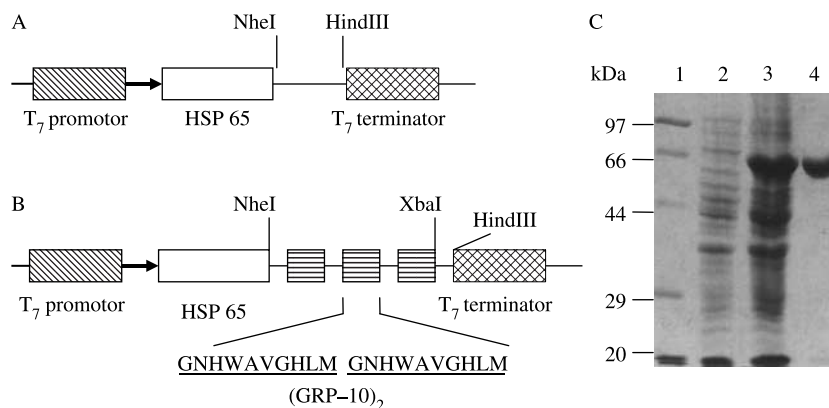 A
NheI HindIII
T7 promotor HSP 65 T7 terminator
B
NheI XbaI HindIII
T7 promotor HSP 65 T7 terminator
GNHWAVGHLM GNHWAVGHLM
(GRP–10)2
C
kDa 1 2 3 4
97
66
44
29
20